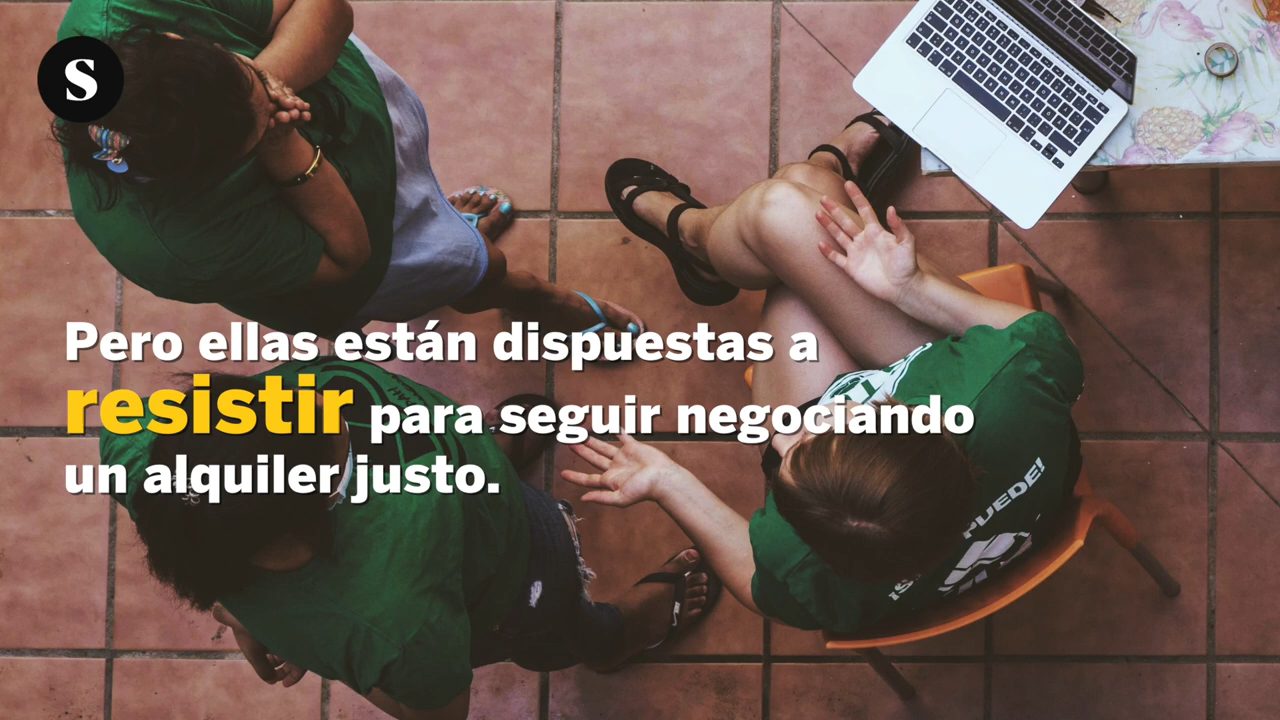 S
Pero ellas están dispuestas a
resistir para seguir negociando
un alquiler justo.
PUEDE!